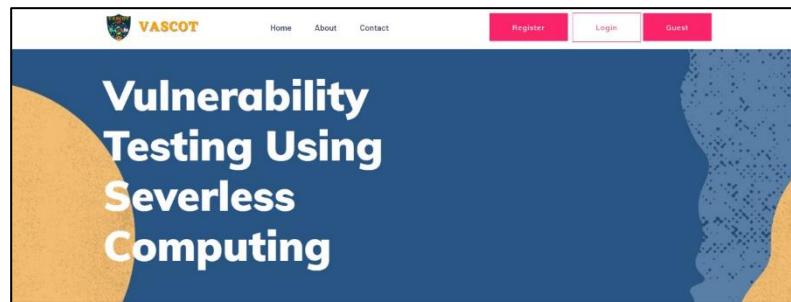 VASCOT Home About Contact Register Login Guest
Vulnerability
Testing Using
Severless
Computing